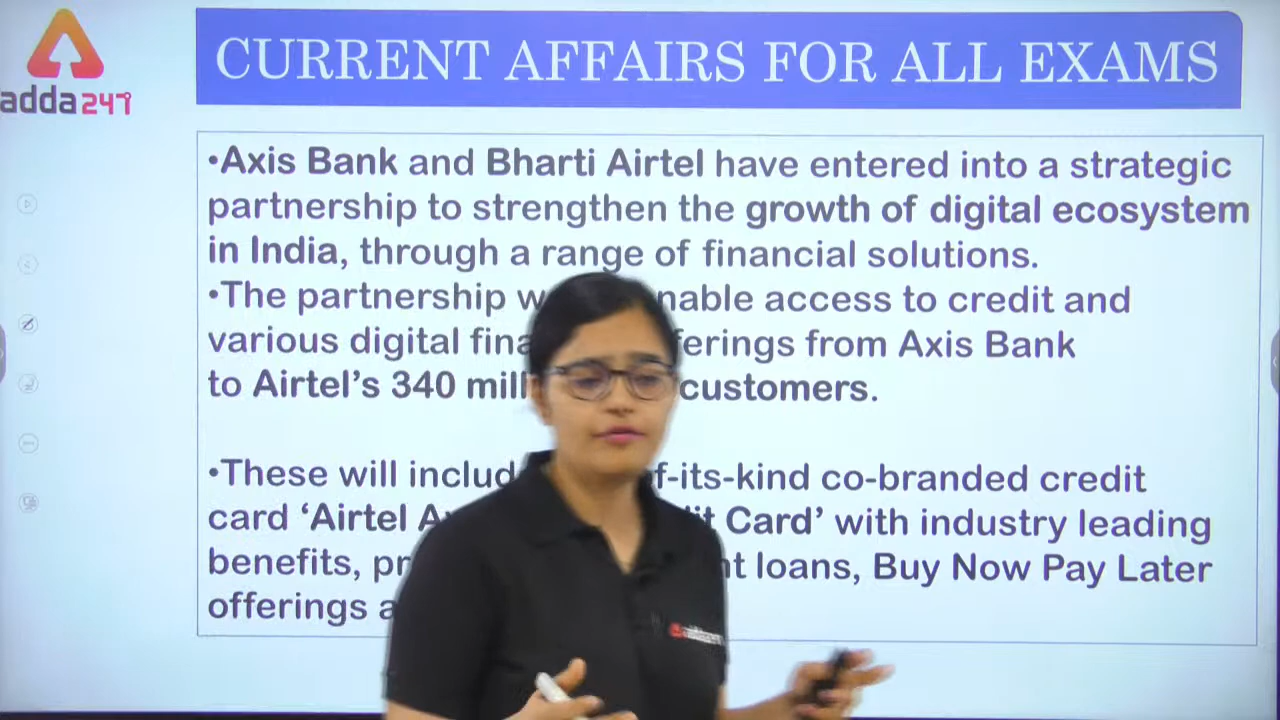 adda247
CURRENT AFFAIRS FOR ALL EXAMS
•Axis Bank and Bharti Airtel have entered into a strategic
partnership to strengthen the growth of digital ecosystem
in India, through a range of financial solutions.
•The partnership nable access to credit and
various digital fina ferings from Axis Bank
to Airtel's 340 mill customers.
•These will includ f-its-kind co-branded credit
card ‘Airtel A it Card’ with industry leading
benefits, pr nt loans, Buy Now Pay Later
offerings a